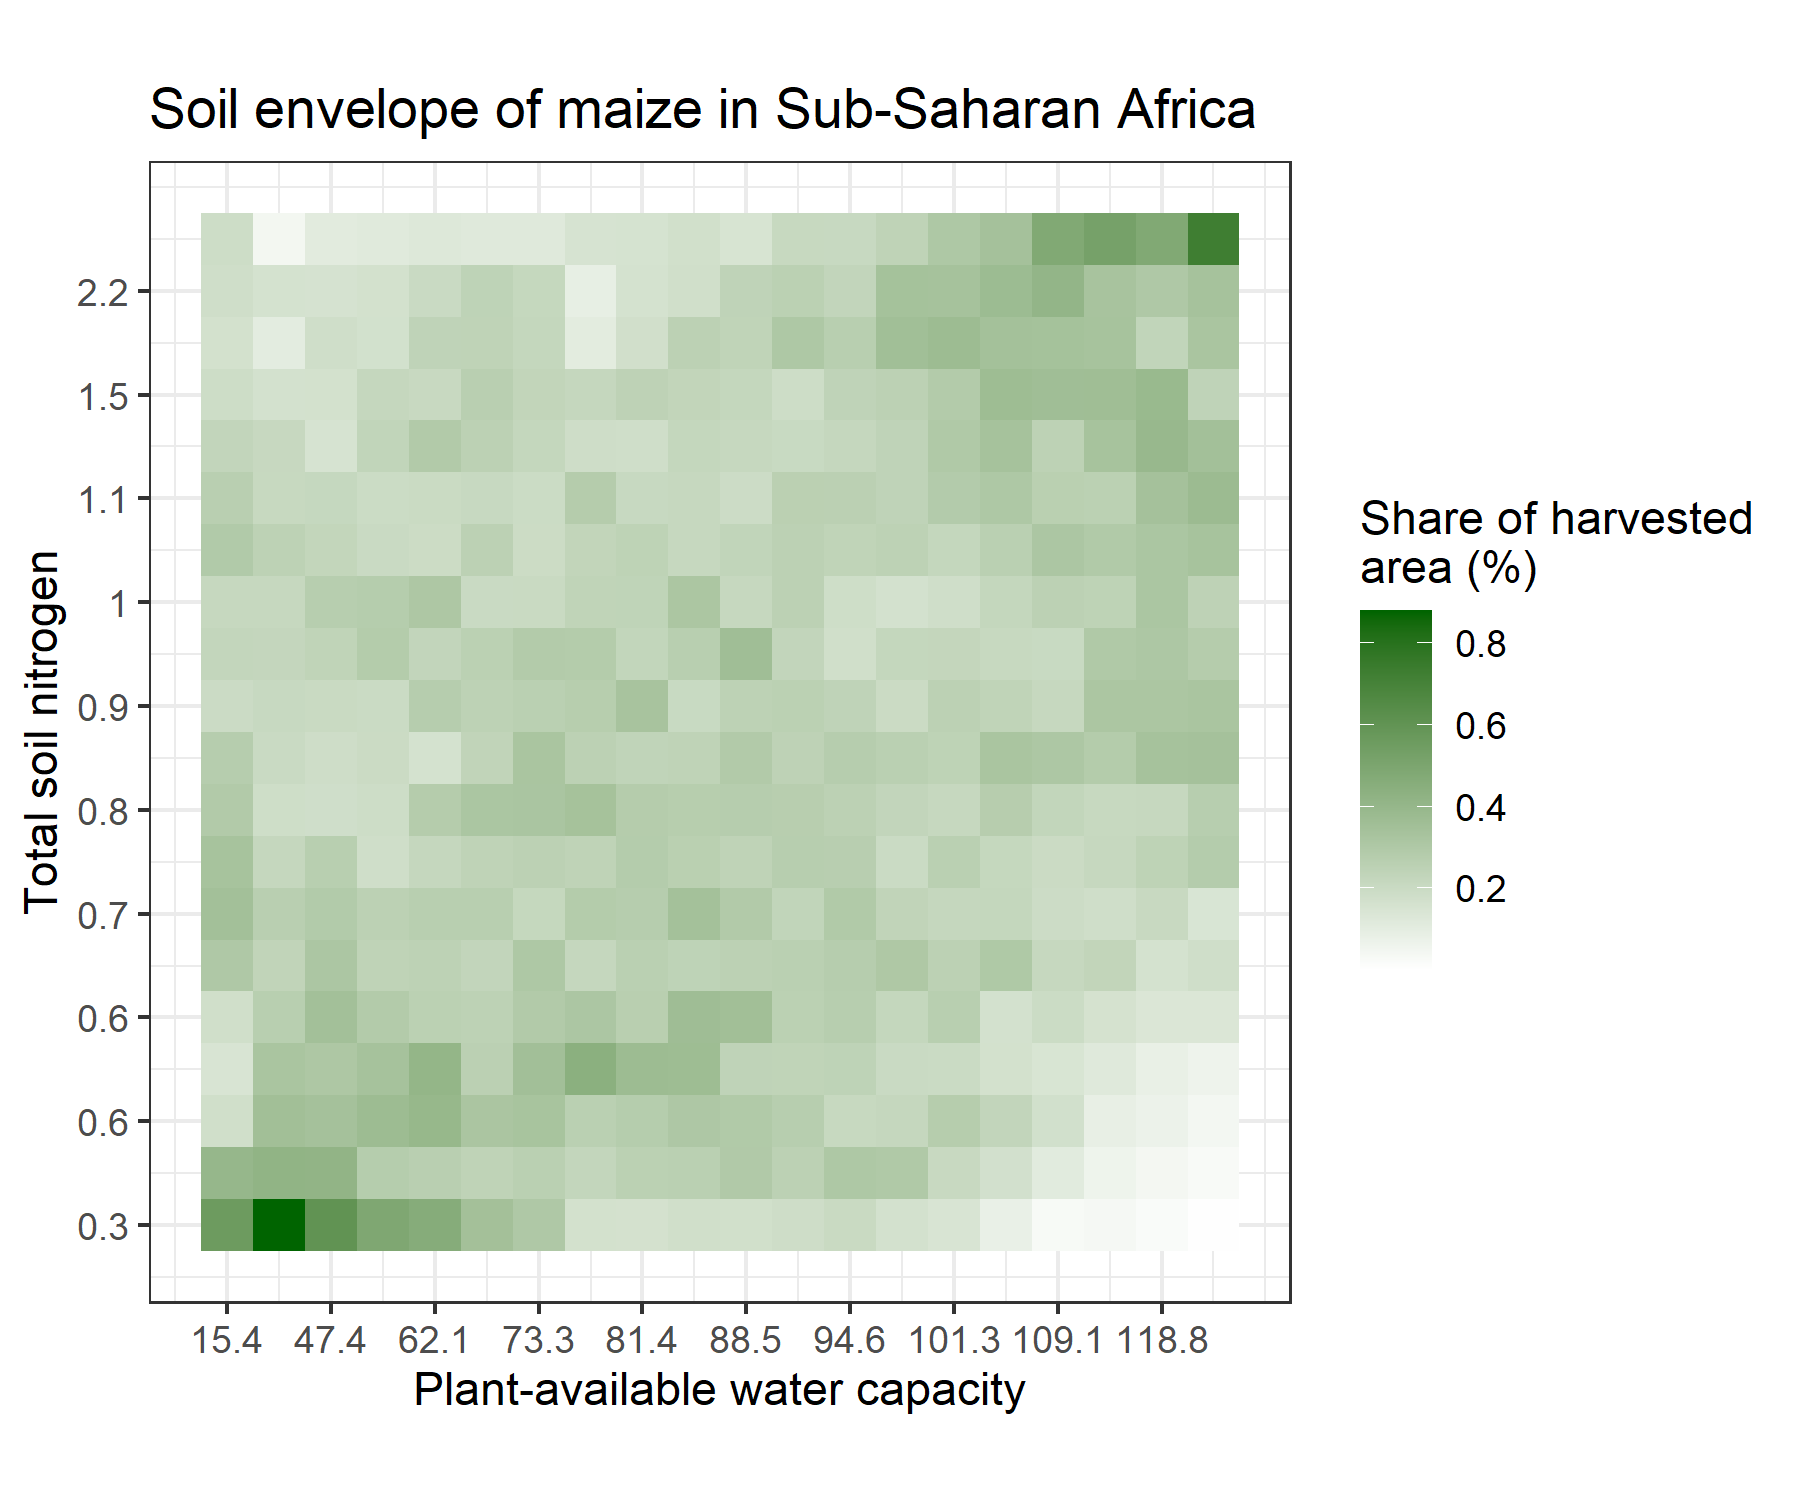 Soil envelope of maize in Sub-Saharan Africa
Total soil nitrogen
2.2
1.5
1.1
1
0.9
0.8
0.7
0.6
0.6
0.3
15.4 47.4 62.1 73.3 81.4 88.5 94.6 101.3 109.1 118.8
Plant-available water capacity
Share of harvested
area (%)
0.8
0.6
0.4
0.2